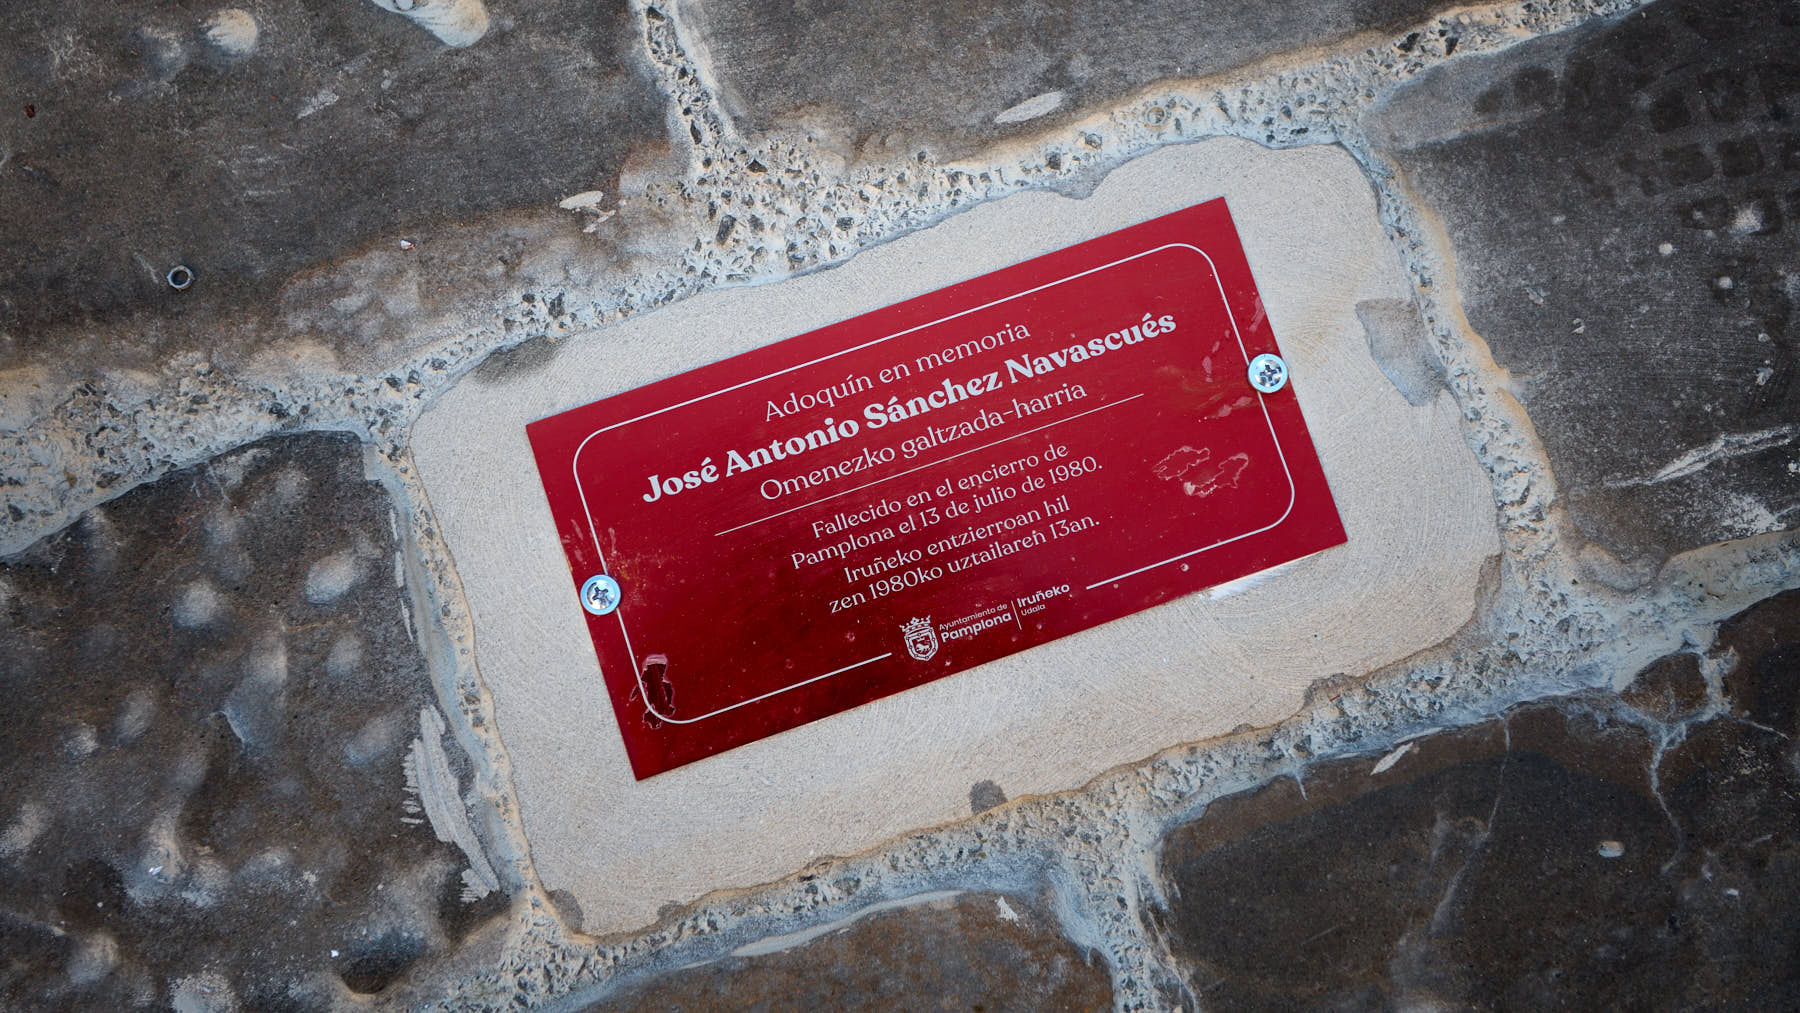 Adoquín en memoria
José Antonio Sánchez Navascués
Omenezko galtzada-harria
Fallecido en el encierro de
Pamplona el 13 de julio de 1980.
Iruñeko entzierroan hil
zen 1980ko uztailaren 13an.
Ayuntamiento de
Pamplona
Iruñeko
Udala